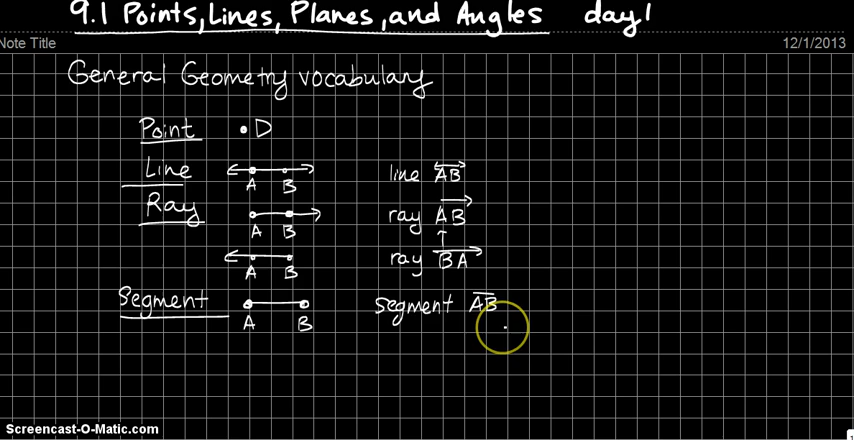 9.1 Points, Lines, Planes, and Angles day 1
Note Title 12/1/2013
General Geometry vocabulary
Point D
Line A B line AB
Ray A B ray AB
A B ray BA
Segment A B segment AB
Screencast-O-Matic.com